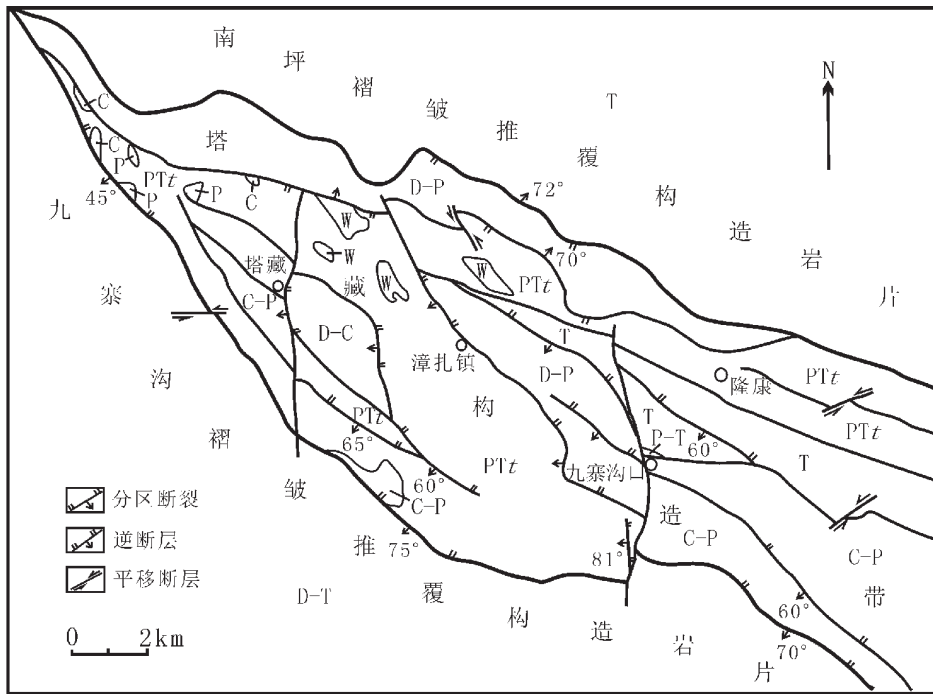 南坪褶皱推覆构造岩片
T
N
塔藏构造带
九寨沟褶皱推覆构造岩片
D-T
C
C
P
P
PTt
P
C
45°
D-P
72°
70°
W
W
W
W
PTt
塔藏
C-P
D-C
漳扎镇
T
D-P
隆康
PTt
PTt
T
P-T
60°
T
九寨沟口
PTt
65°
60°
PTt
C-P
75°
81°
C-P
C-P
60°
70°
分区断裂
逆断层
平移断层
0 2km